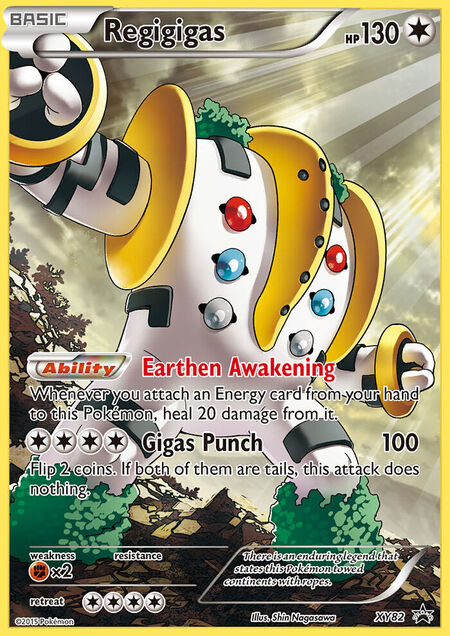 BASIC
Regigigas
HP130
Ability Earthen Awakening
Whenever you attach an Energy card from your hand
to this Pokémon, heal 20 damage from it.
Gigas Punch 100
Flip 2 coins. If both of them are tails, this attack does
nothing.
weakness resistance
×2
retreat
There is an enduring legend that
states this Pokémon towed
continents with ropes.
©2015 Pokémon
Illus. Shin Nagasawa
XY82